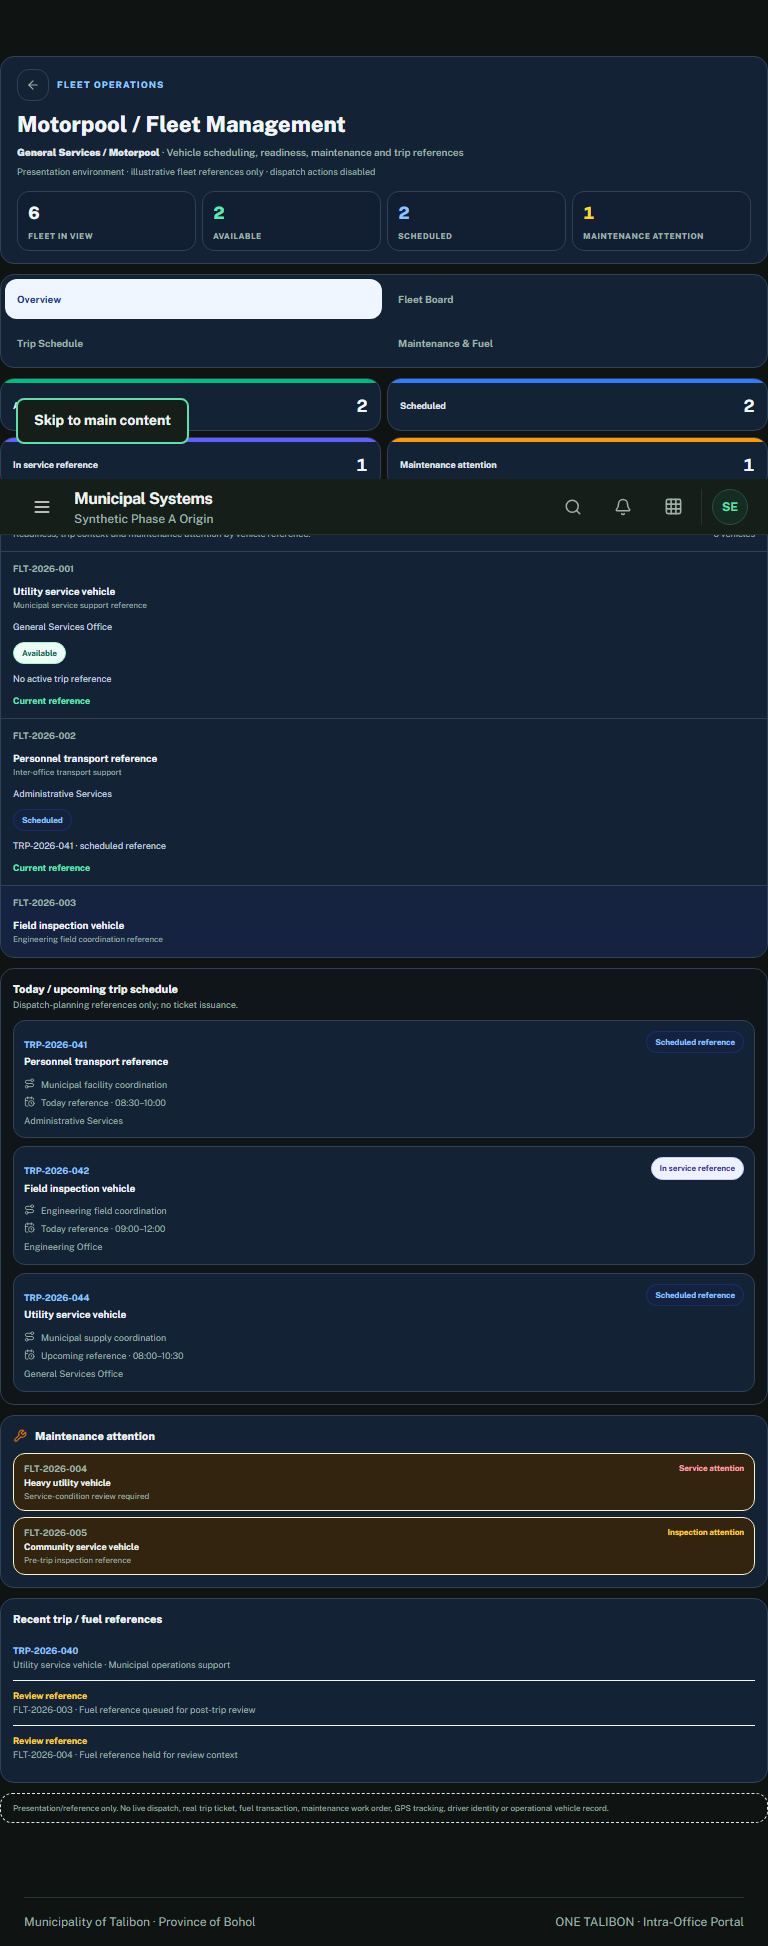 FLEET OPERATIONS
Motorpool / Fleet Management
General Services / Motorpool · Vehicle scheduling, readiness, maintenance and trip references
Presentation environment · illustrative fleet references only · dispatch actions disabled
6
FLEET IN VIEW
2
AVAILABLE
2
SCHEDULED
1
MAINTENANCE ATTENTION
Overview
Fleet Board
Trip Schedule
Maintenance & Fuel
2
Scheduled
2
Skip to main content
In service reference
1
Maintenance attention
1
Municipal Systems
Synthetic Phase A Origin
SE
Readiness, trip context and maintenance attention by vehicle reference.
FLT-2026-001
Utility service vehicle
Municipal service support reference
General Services Office
Available
No active trip reference
Current reference
FLT-2026-002
Personnel transport reference
Inter-office transport support
Administrative Services
Scheduled
TRP-2026-041 · scheduled reference
Current reference
FLT-2026-003
Field inspection vehicle
Engineering field coordination reference
Today / upcoming trip schedule
Dispatch-planning references only; no ticket issuance.
TRP-2026-041
Scheduled reference
Personnel transport reference
Municipal facility coordination
Today reference · 08:30–10:00
Administrative Services
TRP-2026-042
In service reference
Field inspection vehicle
Engineering field coordination
Today reference · 09:00–12:00
Engineering Office
TRP-2026-044
Scheduled reference
Utility service vehicle
Municipal supply coordination
Upcoming reference · 08:00–10:30
General Services Office
Maintenance attention
FLT-2026-004
Service attention
Heavy utility vehicle
Service-condition review required
FLT-2026-005
Inspection attention
Community service vehicle
Pre-trip inspection reference
Recent trip / fuel references
TRP-2026-040
Utility service vehicle · Municipal operations support
Review reference
FLT-2026-003 · Fuel reference queued for post-trip review
Review reference
FLT-2026-004 · Fuel reference held for review context
Presentation/reference only. No live dispatch, real trip ticket, fuel transaction, maintenance work order, GPS tracking, driver identity or operational vehicle record.
Municipality of Talibon · Province of Bohol
ONE TALIBON · Intra-Office Portal